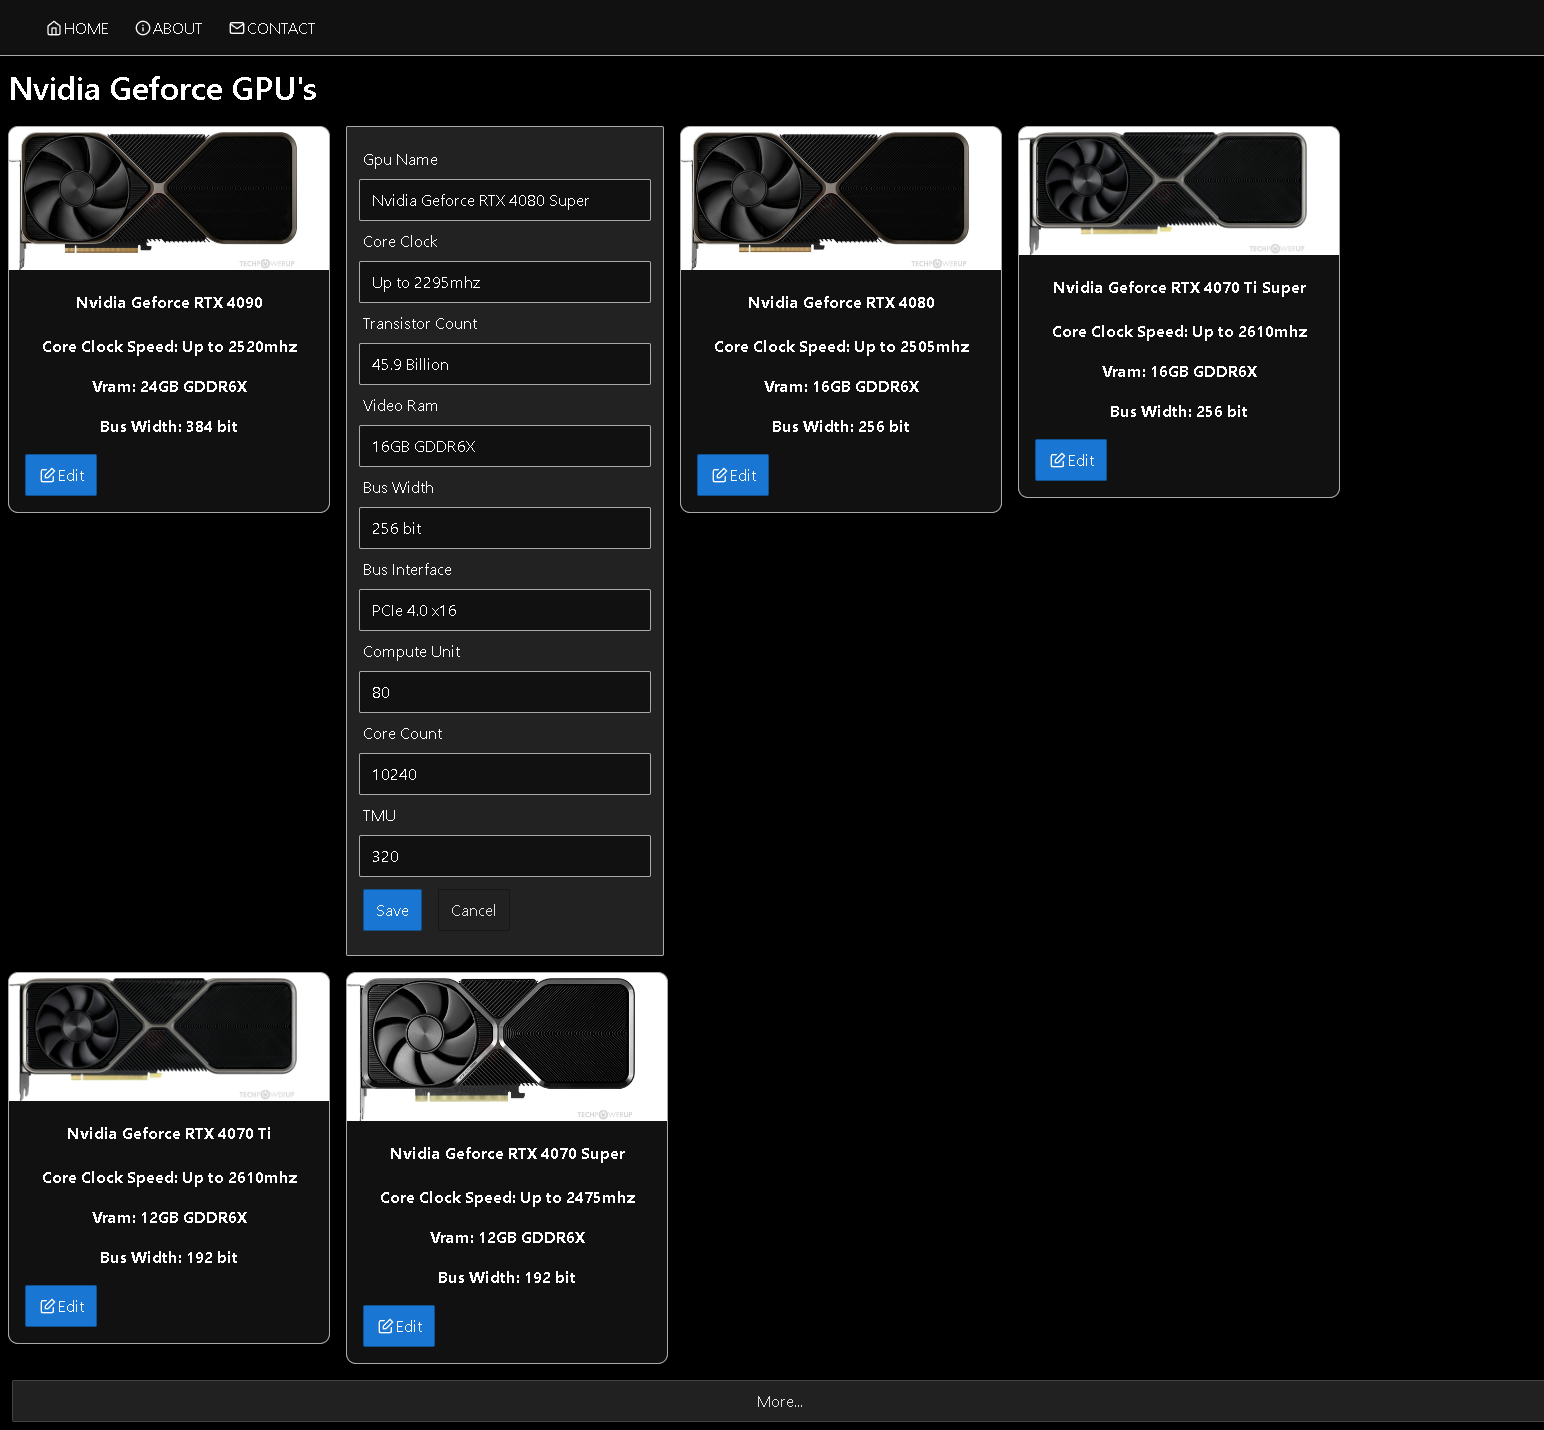 HOME ABOUT CONTACT
Nvidia Geforce GPU's
TECHPOWERUP
Nvidia Geforce RTX 4090
Core Clock Speed: Up to 2520mhz
Vram: 24GB GDDR6X
Bus Width: 384 bit
Edit
Gpu Name
Nvidia Geforce RTX 4080 Super
Core Clock
Up to 2295mhz
Transistor Count
45.9 Billion
Video Ram
16GB GDDR6X
Bus Width
256 bit
Bus Interface
PCIe 4.0 x16
Compute Unit
80
Core Count
10240
TMU
320
Save Cancel
TECHPOWERUP
Nvidia Geforce RTX 4080
Core Clock Speed: Up to 2505mhz
Vram: 16GB GDDR6X
Bus Width: 256 bit
Edit
TECHPOWERUP
Nvidia Geforce RTX 4070 Ti Super
Core Clock Speed: Up to 2610mhz
Vram: 16GB GDDR6X
Bus Width: 256 bit
Edit
TECHPOWERUP
Nvidia Geforce RTX 4070 Ti
Core Clock Speed: Up to 2610mhz
Vram: 12GB GDDR6X
Bus Width: 192 bit
Edit
TECHPOWERUP
Nvidia Geforce RTX 4070 Super
Core Clock Speed: Up to 2475mhz
Vram: 12GB GDDR6X
Bus Width: 192 bit
Edit
More...